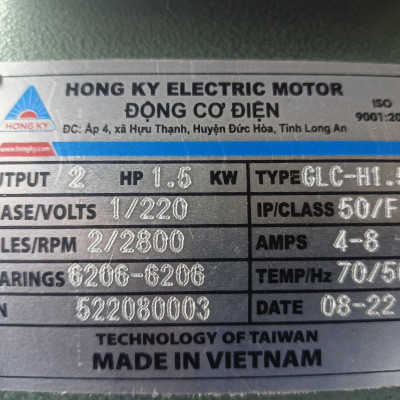 HONG KY ELECTRIC MOTOR
ĐỘNG CƠ ĐIỆN
ISO
9001:20
ĐC: Ấp 4, xã Hựu Thạnh, Huyện Đức Hòa, Tỉnh Long An
HONG KY
www.hongky.com
UTPUT 2 HP 1.5 KW TYPE GLC-H1.5
ASE/VOLTS 1/220 IP/CLASS 50/F
LES/RPM 2/2800 AMPS 4-8
ARINGS 6206-6206 TEMP/Hz 70/50
N 522080003 DATE 08-22
TECHNOLOGY OF TAIWAN
MADE IN VIETNAM